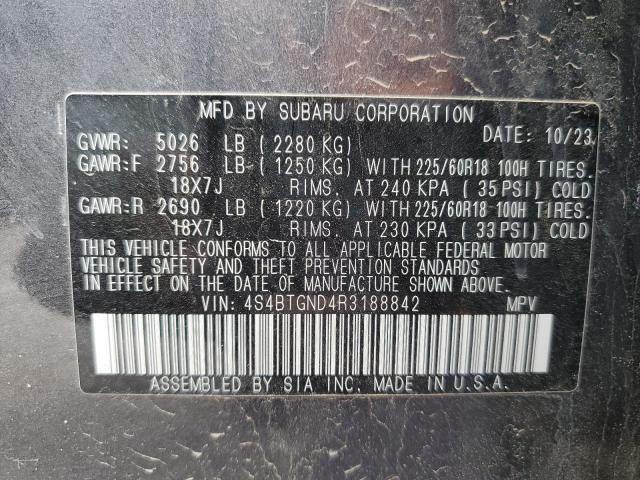 MFD BY SUBARU CORPORATION
DATE: 10/23
GVWR: 5026 LB ( 2280 KG)
GAWR:F 2756 LB ( 1250 KG) WITH 225/60R18 100H TIRES.
18X7J RIMS, AT 240 KPA ( 35 PSI) COLD
GAWR:R 2690 LB ( 1220 KG) WITH 225/60R18 100H TIRES.
18X7J RIMS, AT 230 KPA ( 33 PSI) COLD
THIS VEHICLE CONFORMS TO ALL APPLICABLE FEDERAL MOTOR
VEHICLE SAFETY AND THEFT PREVENTION STANDARDS
IN EFFECT ON THE DATE OF MANUFACTURE SHOWN ABOVE.
VIN: 4S4BTGND4R3188842 MPV
ASSEMBLED BY SIA INC. MADE IN U.S.A.